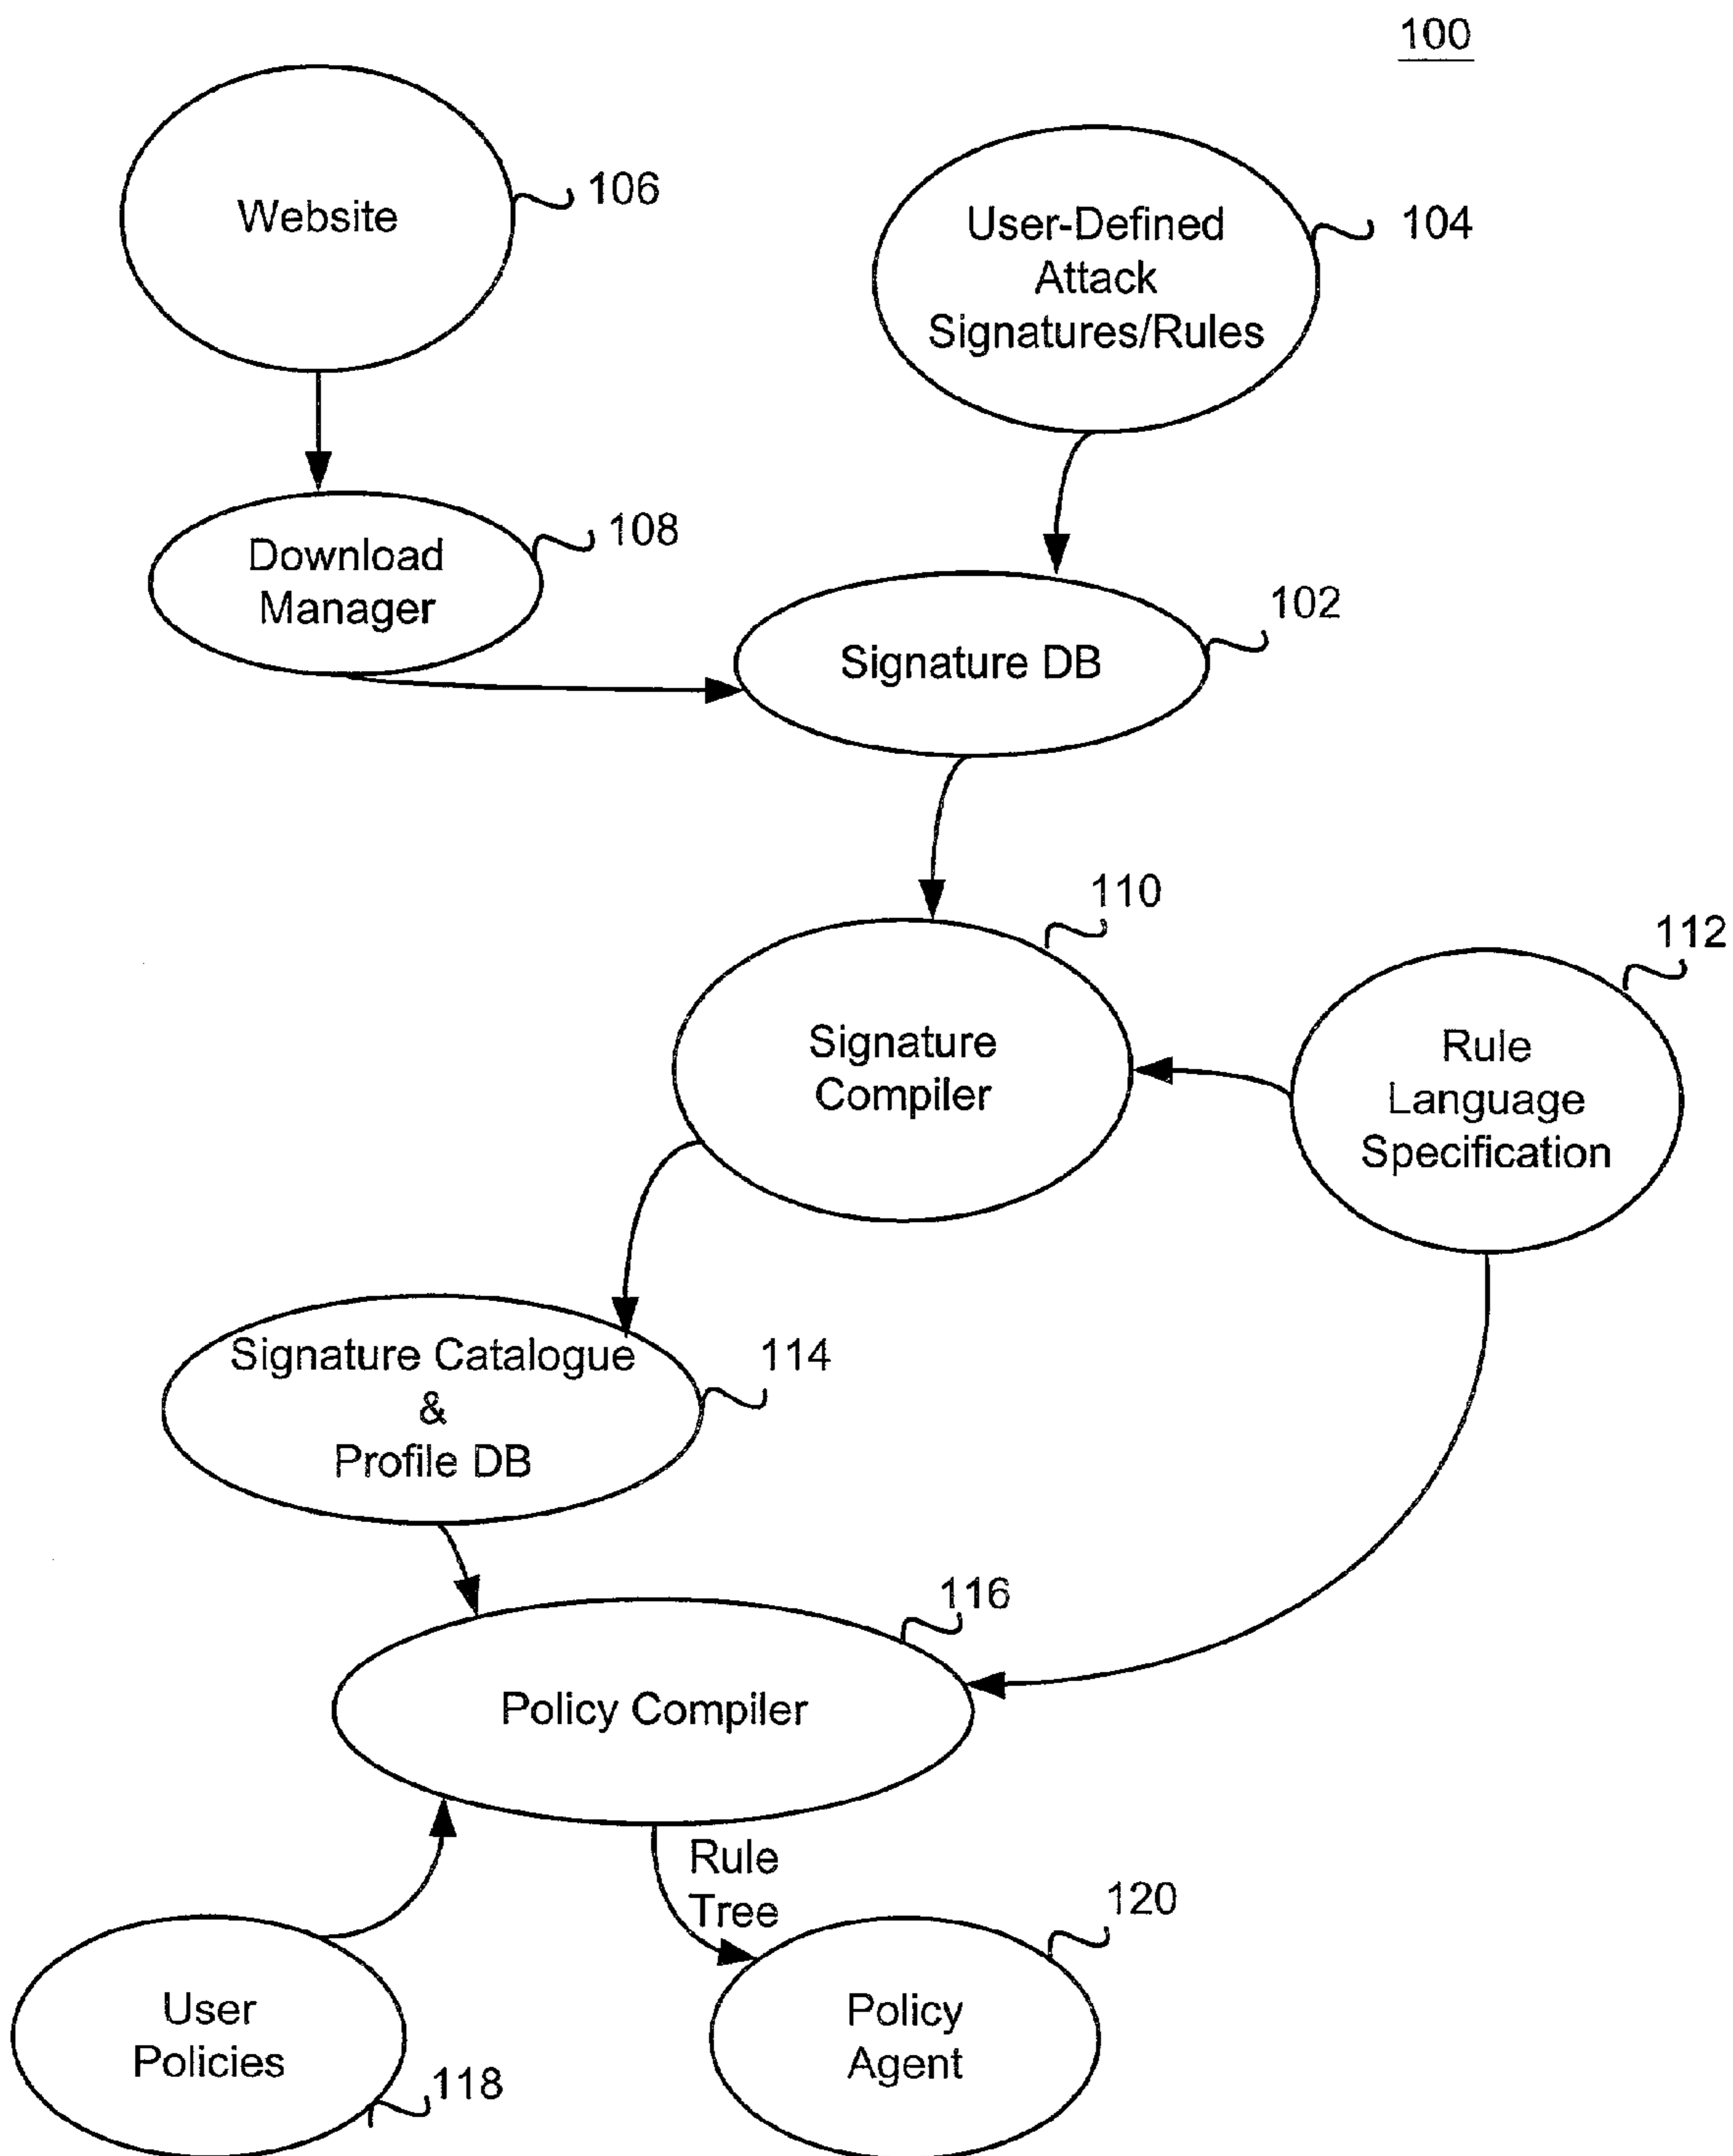 100
Website
106
User-Defined
Attack
Signatures/Rules
104
Download
Manager
108
Signature DB
102
Signature
Compiler
110
Rule
Language
Specification
112
Signature Catalogue
&
Profile DB
114
Policy Compiler
116
Rule
Tree
User
Policies
118
Policy
Agent
120